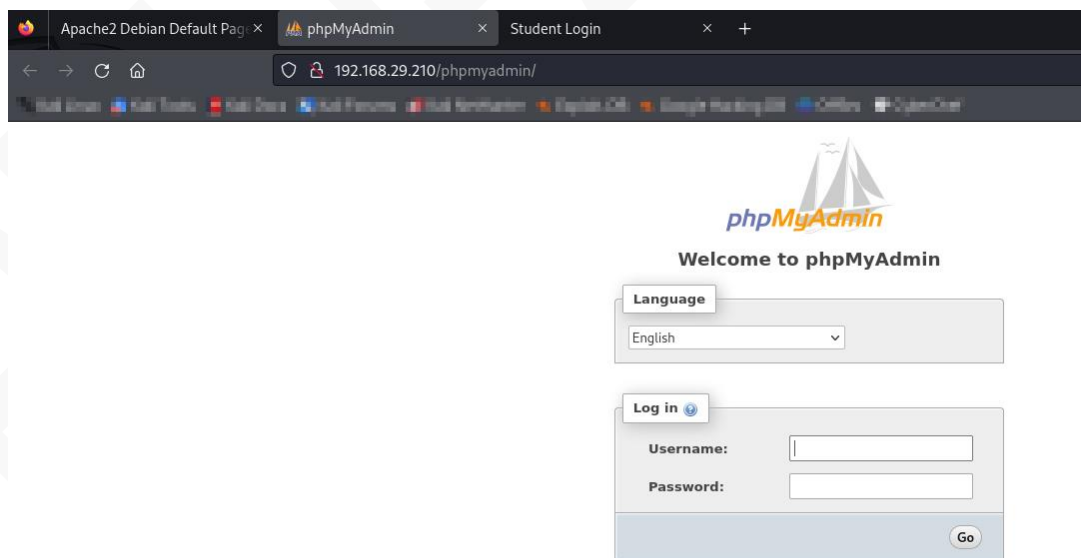 Apache2 Debian Default Page
phpMyAdmin
Student Login
192.168.29.210/phpmyadmin/
phpMyAdmin
Welcome to phpMyAdmin
Language
English
Log in
Username:
Password:
Go